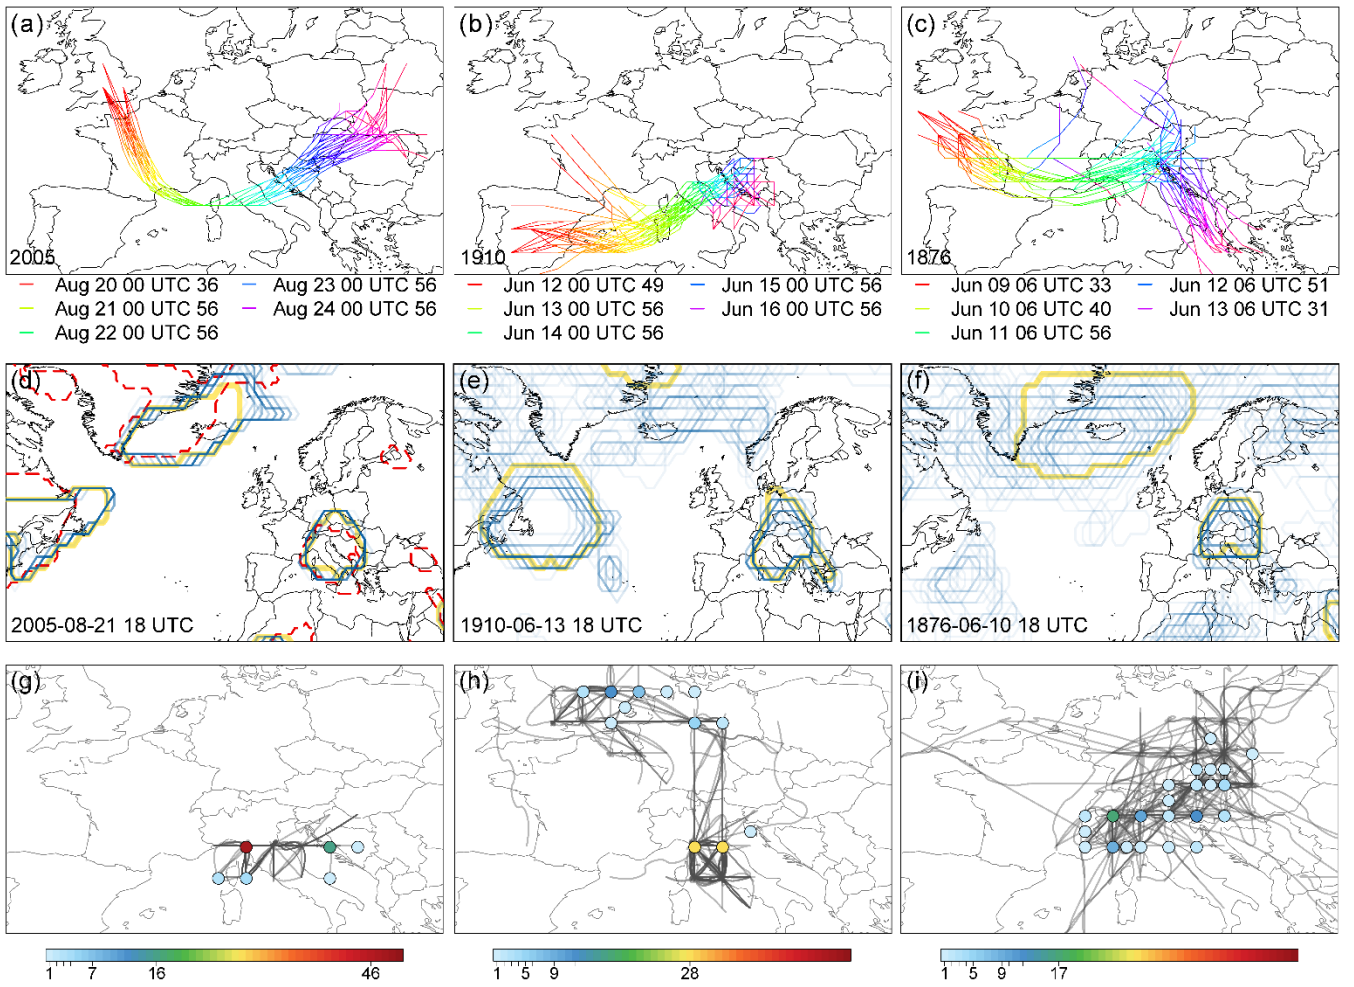 (a)
(b)
(c)
2005
1910
1876
Aug 20 00 UTC 36
Aug 23 00 UTC 56
Aug 21 00 UTC 56
Aug 24 00 UTC 56
Aug 22 00 UTC 56
Jun 12 00 UTC 49
Jun 15 00 UTC 56
Jun 13 00 UTC 56
Jun 16 00 UTC 56
Jun 14 00 UTC 56
Jun 09 06 UTC 33
Jun 12 06 UTC 51
Jun 10 06 UTC 40
Jun 13 06 UTC 31
Jun 11 06 UTC 56
(d)
(e)
(f)
2005-08-21 18 UTC
1910-06-13 18 UTC
1876-06-10 18 UTC
(g)
(h)
(i)
1 7 16 46
1 5 9 28
1 5 9 17